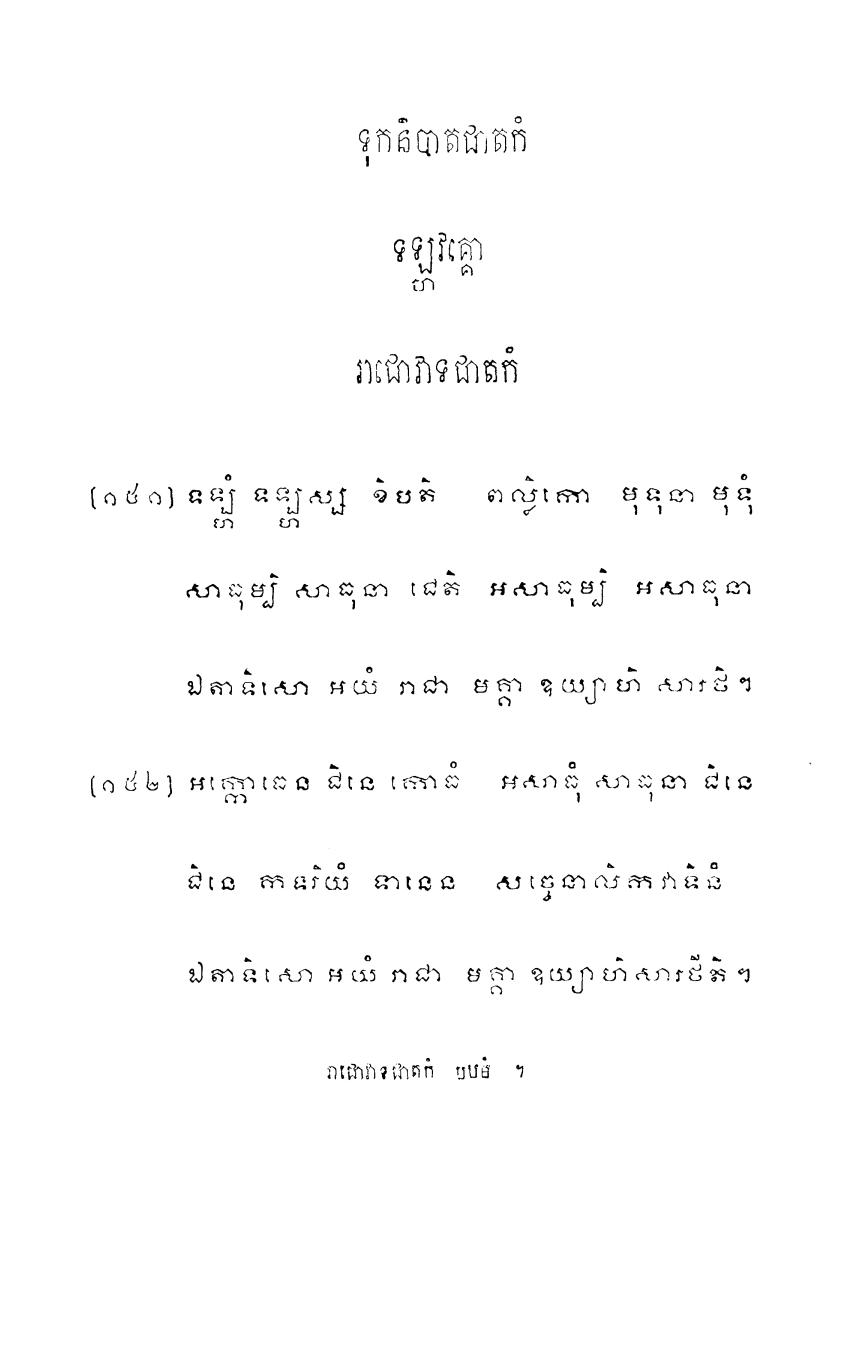 ទុកនិបាតជាតកំ
ទឡ្ហវគ្គោ
រាជោវាទជាតកំ
(១៥១) ទឡ្ហំ ទឡ្ហស្ស ខិបតិ ពល្លិកោ មុទុនា មុទុំ
សាធុម្បិ សាធុនា ជេតិ អសាធុម្បិ អសាធុនា
ឯតាទិសោ អយំ រាជា មគ្គា ឧយ្យាហិ សារថិ។
(១៥២) អក្កោធេន ជិនេ កោធំ អសាធុំ សាធុនា ជិនេ
ជិនេ កទរិយំ ទានេន សច្ចេនាលិកវាទិនំ
ឯតាទិសោ អយំ រាជា មគ្គា ឧយ្យាហិ សារថីតិ។
រាជោវាទជាតកំ បឋមំ ។